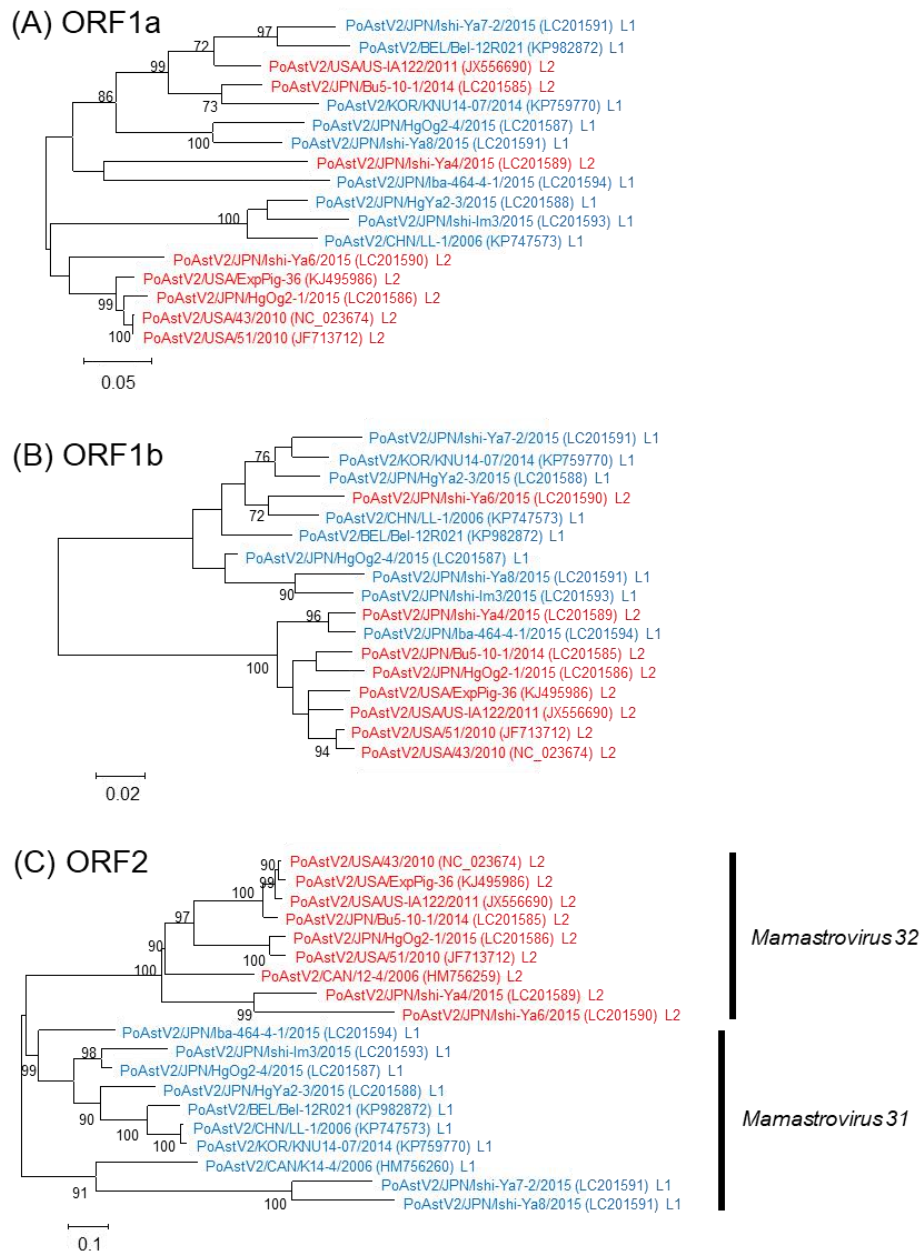 (A) ORF1a
97
PoAstV2/JPN/Ishi-Ya7-2/2015 (LC201591) L1
72
PoAstV2/BEL/Bel-12R021 (KP982872) L1
99
PoAstV2/USA/US-IA122/2011 (JX556690) L2
86
PoAstV2/JPN/Bu5-10-1/2014 (LC201585) L2
73
PoAstV2/KOR/KNU14-07/2014 (KP759770) L1
PoAstV2/JPN/HgOg2-4/2015 (LC201587) L1
100
PoAstV2/JPN/Ishi-Ya8/2015 (LC201591) L1
PoAstV2/JPN/Ishi-Ya4/2015 (LC201589) L2
PoAstV2/JPN/Iba-464-4-1/2015 (LC201594) L1
PoAstV2/JPN/HgYa2-3/2015 (LC201588) L1
100
PoAstV2/JPN/Ishi-Im3/2015 (LC201593) L1
PoAstV2/CHN/LL-1/2006 (KP747573) L1
PoAstV2/JPN/Ishi-Ya6/2015 (LC201590) L2
PoAstV2/USA/ExpPig-36 (KJ495986) L2
99
PoAstV2/JPN/HgOg2-1/2015 (LC201586) L2
PoAstV2/USA/43/2010 (NC_023674) L2
100
PoAstV2/USA/51/2010 (JF713712) L2
0.05
(B) ORF1b
PoAstV2/JPN/Ishi-Ya7-2/2015 (LC201591) L1
76
PoAstV2/KOR/KNU14-07/2014 (KP759770) L1
PoAstV2/JPN/HgYa2-3/2015 (LC201588) L1
PoAstV2/JPN/Ishi-Ya6/2015 (LC201590) L2
72
PoAstV2/CHN/LL-1/2006 (KP747573) L1
PoAstV2/BEL/Bel-12R021 (KP982872) L1
PoAstV2/JPN/HgOg2-4/2015 (LC201587) L1
PoAstV2/JPN/Ishi-Ya8/2015 (LC201591) L1
90
PoAstV2/JPN/Ishi-Im3/2015 (LC201593) L1
96
PoAstV2/JPN/Ishi-Ya4/2015 (LC201589) L2
PoAstV2/JPN/Iba-464-4-1/2015 (LC201594) L1
PoAstV2/JPN/Bu5-10-1/2014 (LC201585) L2
100
PoAstV2/JPN/HgOg2-1/2015 (LC201586) L2
PoAstV2/USA/ExpPig-36 (KJ495986) L2
PoAstV2/USA/US-IA122/2011 (JX556690) L2
PoAstV2/USA/51/2010 (JF713712) L2
94
PoAstV2/USA/43/2010 (NC_023674) L2
0.02
(C) ORF2
90
PoAstV2/USA/43/2010 (NC_023674) L2
99
PoAstV2/USA/ExpPig-36 (KJ495986) L2
100
PoAstV2/USA/US-IA122/2011 (JX556690) L2
97
PoAstV2/JPN/Bu5-10-1/2014 (LC201585) L2
PoAstV2/JPN/HgOg2-1/2015 (LC201586) L2
90
100
PoAstV2/USA/51/2010 (JF713712) L2
100
PoAstV2/CAN/12-4/2006 (HM756259) L2
PoAstV2/JPN/Ishi-Ya4/2015 (LC201589) L2
99
PoAstV2/JPN/Ishi-Ya6/2015 (LC201590) L2
Mamastrovirus 32
PoAstV2/JPN/Iba-464-4-1/2015 (LC201594) L1
98
PoAstV2/JPN/Ishi-Im3/2015 (LC201593) L1
99
PoAstV2/JPN/HgOg2-4/2015 (LC201587) L1
PoAstV2/JPN/HgYa2-3/2015 (LC201588) L1
90
PoAstV2/BEL/Bel-12R021 (KP982872) L1
100
PoAstV2/CHN/LL-1/2006 (KP747573) L1
100
PoAstV2/KOR/KNU14-07/2014 (KP759770) L1
PoAstV2/CAN/K14-4/2006 (HM756260) L1
91
PoAstV2/JPN/Ishi-Ya7-2/2015 (LC201591) L1
100
PoAstV2/JPN/Ishi-Ya8/2015 (LC201591) L1
Mamastrovirus 31
0.1